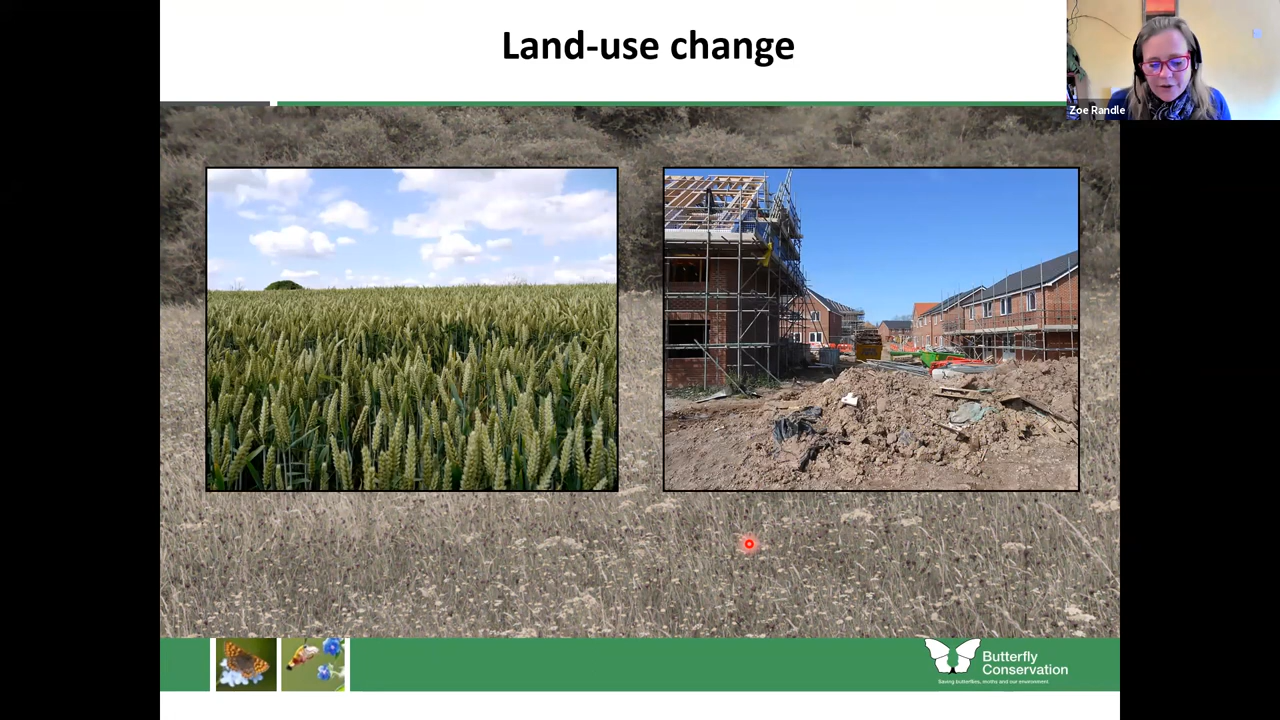 Land-use change
Zoe Randle
Butterfly
Conservation
Saving butterflies, moths and our environment